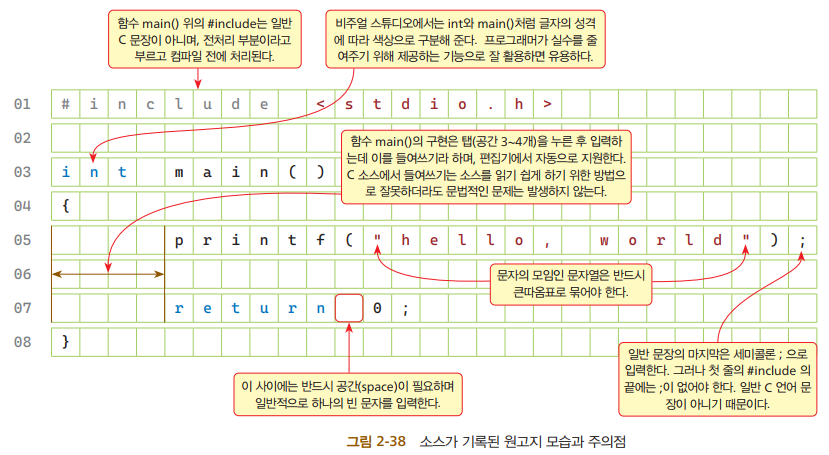 함수 main() 위의 #include는 일반
C 문장이 아니며, 전처리 부분이라고
부르고 컴파일 전에 처리된다.
비주얼 스튜디오에서는 int와 main()처럼 글자의 성격
에 따라 색상으로 구분해 준다. 프로그래머가 실수를 줄
여주기 위해 제공하는 기능으로 잘 활용하면 유용하다.
01 #include <stdio.h>
02
함수 main()의 구현은 탭(공간 3~4개)을 누른 후 입력하
는데 이를 들여쓰기라 하며, 편집기에서 자동으로 지원한다.
C 소스에서 들여쓰기는 소스를 읽기 쉽게 하기 위한 방법으
로 잘못하더라도 문법적인 문제는 발생하지 않는다.
03 int main()
04 {
05 printf("hello, world");
06
문자의 모임인 문자열은 반드시
큰따옴표로 묶어야 한다.
07 return 0;
08 }
이 사이에는 반드시 공간(space)이 필요하며
일반적으로 하나의 빈 문자를 입력한다.
일반 문장의 마지막은 세미콜론 ; 으로
입력한다. 그러나 첫 줄의 #include 의
끝에는 ;이 없어야 한다. 일반 C 언어 문
장이 아니기 때문이다.
그림 2-38 소스가 기록된 원고지 모습과 주의점